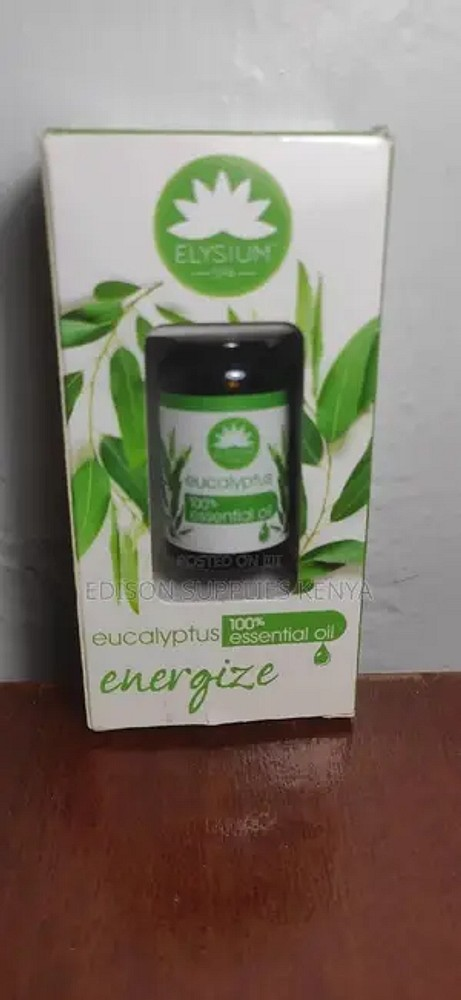 ELYSIUM
SPA
eucalyptus
100%
essential oil
POSTED ON JIJI
EDISON SUPPLIES KENYA
eucalyptus 100%
essential oil
energize